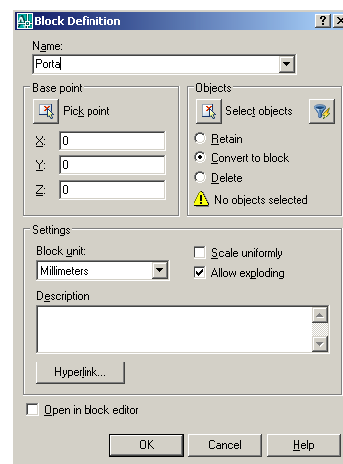 Block Definition
Name:
Porta
Base point
Pick point
X: 0
Y: 0
Z: 0
Objects
Select objects
Retain
Convert to block
Delete
No objects selected
Settings
Block unit:
Millimeters
Scale uniformly
Allow exploding
Description
Hyperlink...
Open in block editor
OK Cancel Help